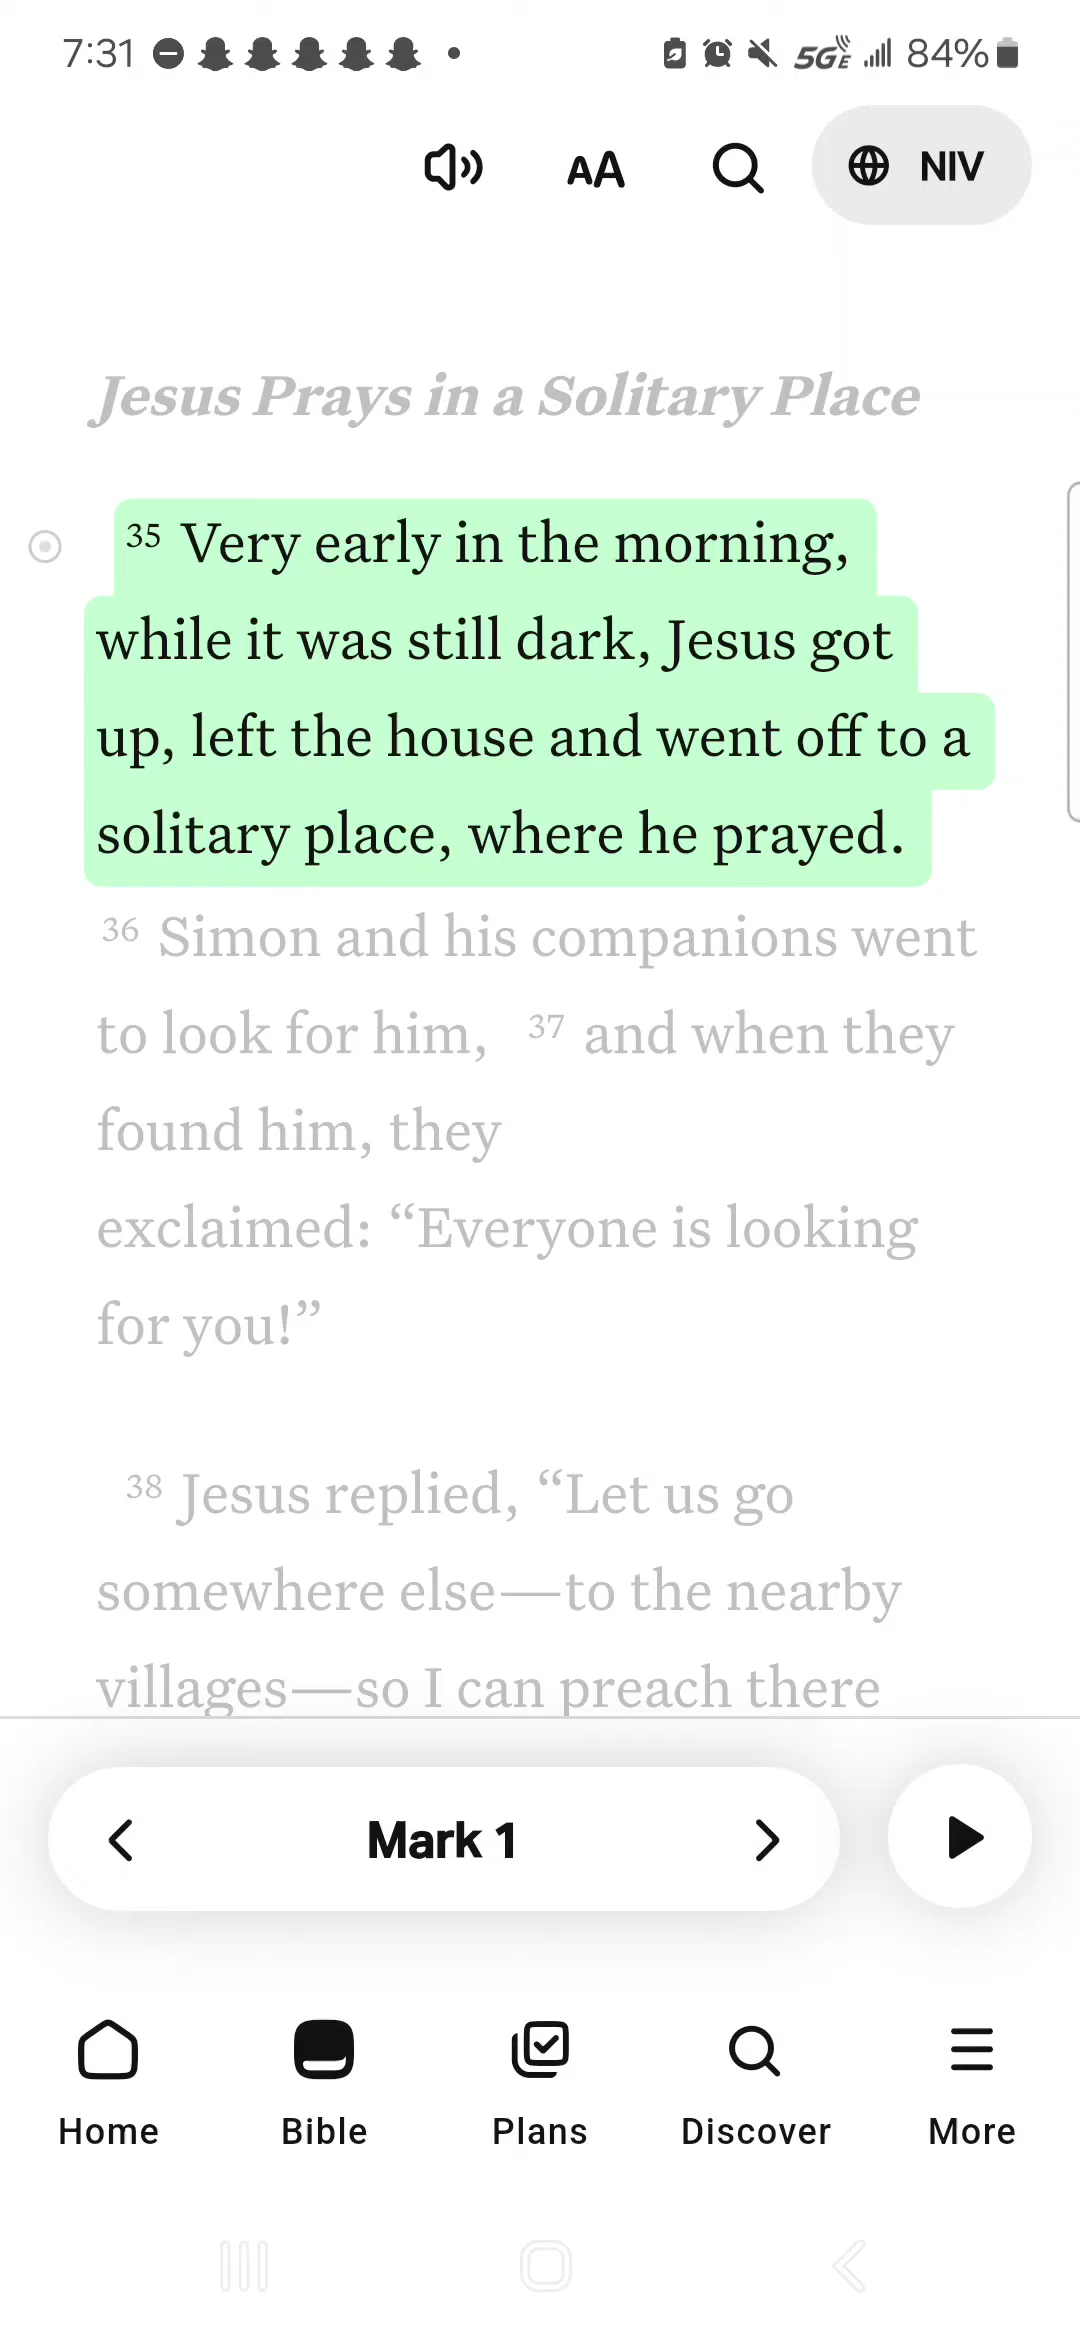 7:31
5GE 84%
AA
NIV
Jesus Prays in a Solitary Place
35 Very early in the morning,
while it was still dark, Jesus got
up, left the house and went off to a
solitary place, where he prayed.
36 Simon and his companions went
to look for him, 37 and when they
found him, they
exclaimed: “Everyone is looking
for you!”
38 Jesus replied, “Let us go
somewhere else—to the nearby
villages—so I can preach there
Mark 1
Home Bible Plans Discover More